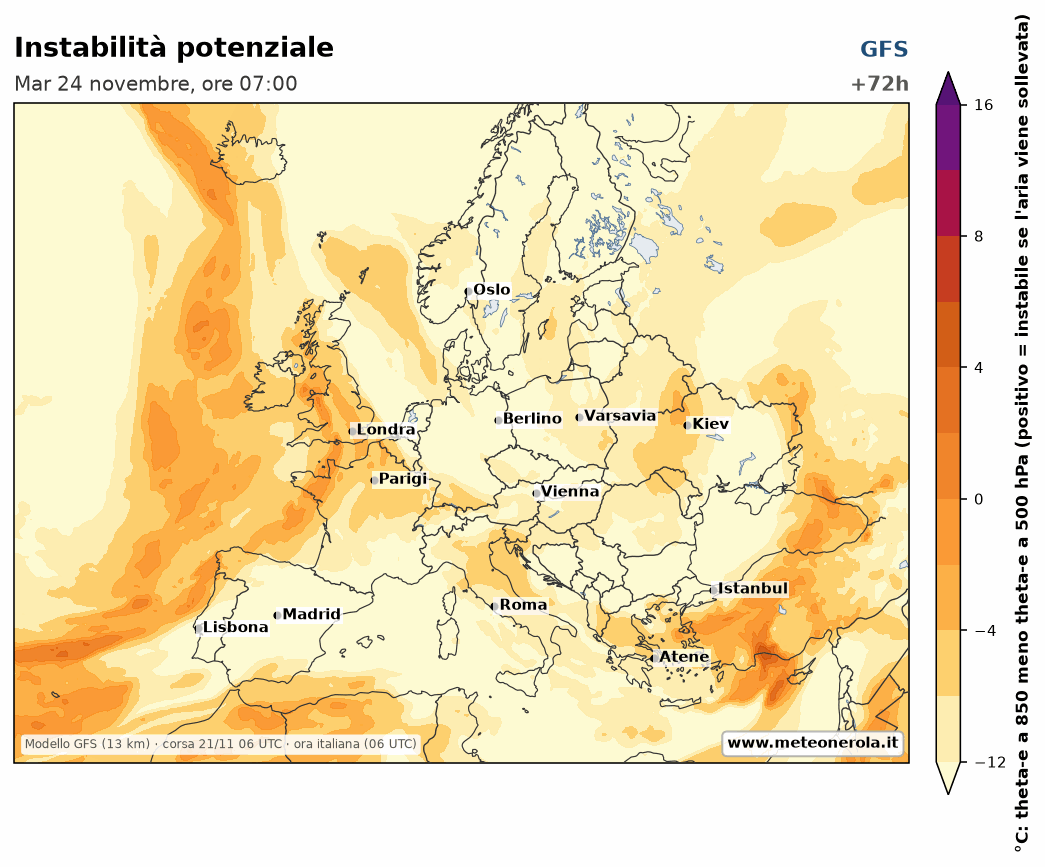 Instabilità potenziale
GFS
Mar 24 novembre, ore 07:00
+72h
16
8
4
0
−4
−12
°C: theta-e a 850 meno theta-e a 500 hPa (positivo = instabile se l'aria viene sollevata)
Oslo
Berlino
Varsavia
Kiev
Londra
Parigi
Vienna
Istanbul
Roma
Madrid
Lisbona
Atene
Modello GFS (13 km) · corsa 21/11 06 UTC · ora italiana (06 UTC)
www.meteonerola.it